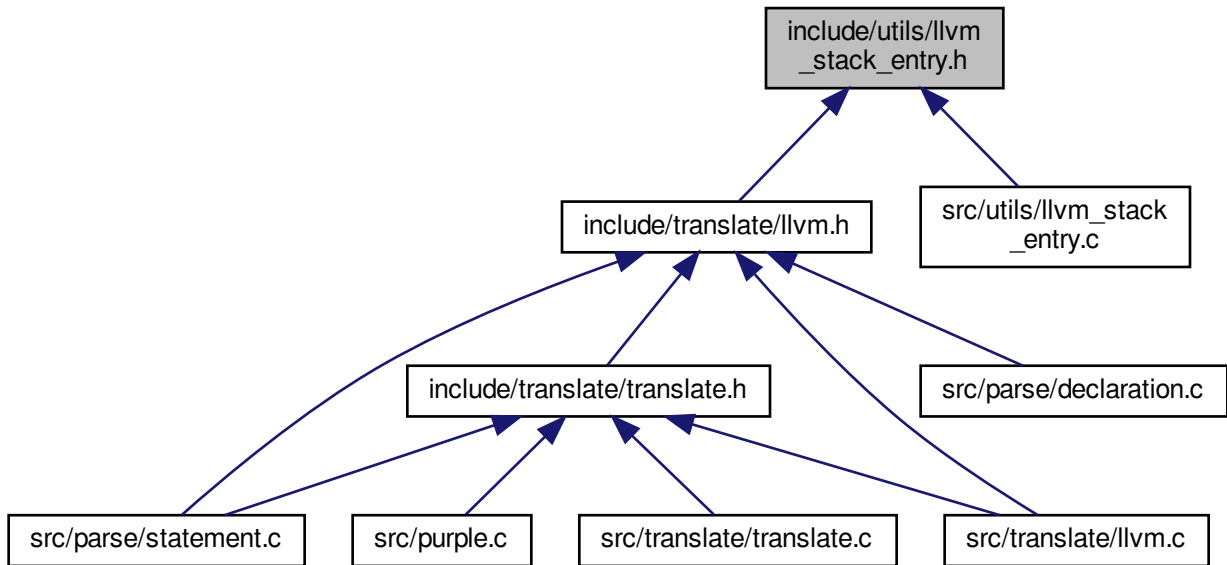 include/utils/llvm
_stack_entry.h
include/translate/llvm.h
src/utils/llvm_stack
_entry.c
include/translate/translate.h
src/parse/declaration.c
src/parse/statement.c
src/purple.c
src/translate/translate.c
src/translate/llvm.c